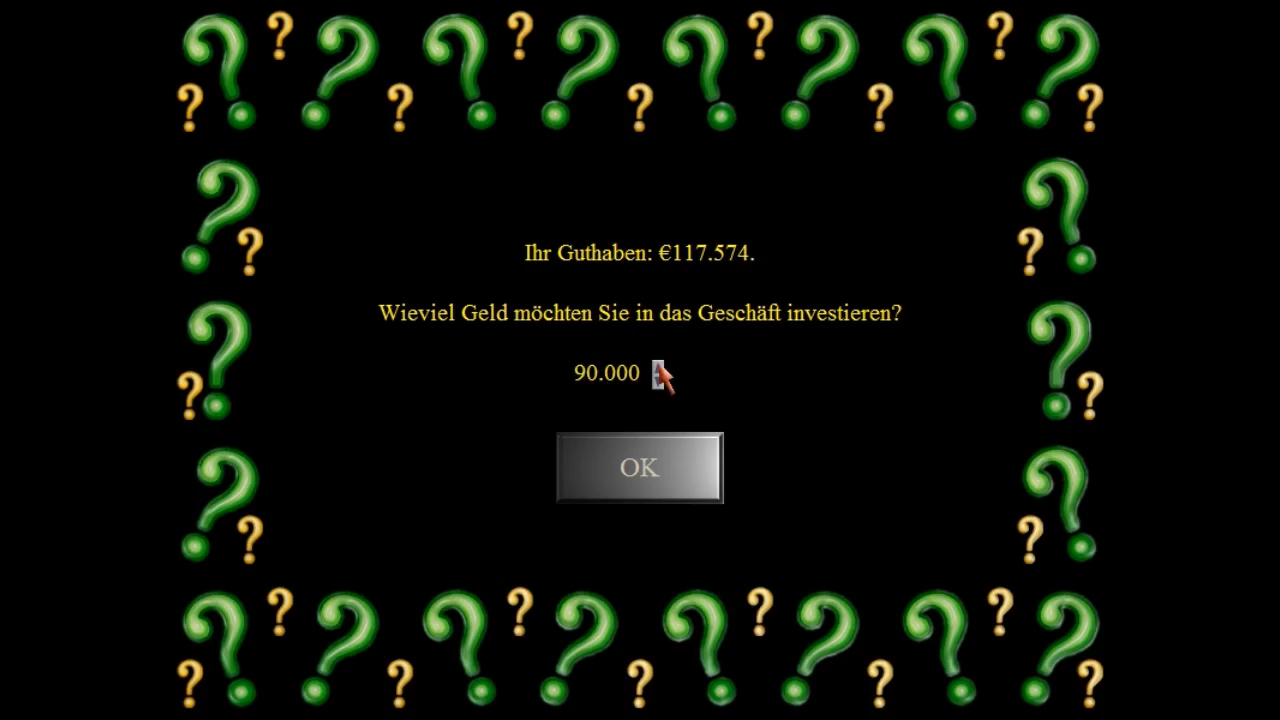 Ihr Guthaben: €117.574.
Wieviel Geld möchten Sie in das Geschäft investieren?
90.000
OK